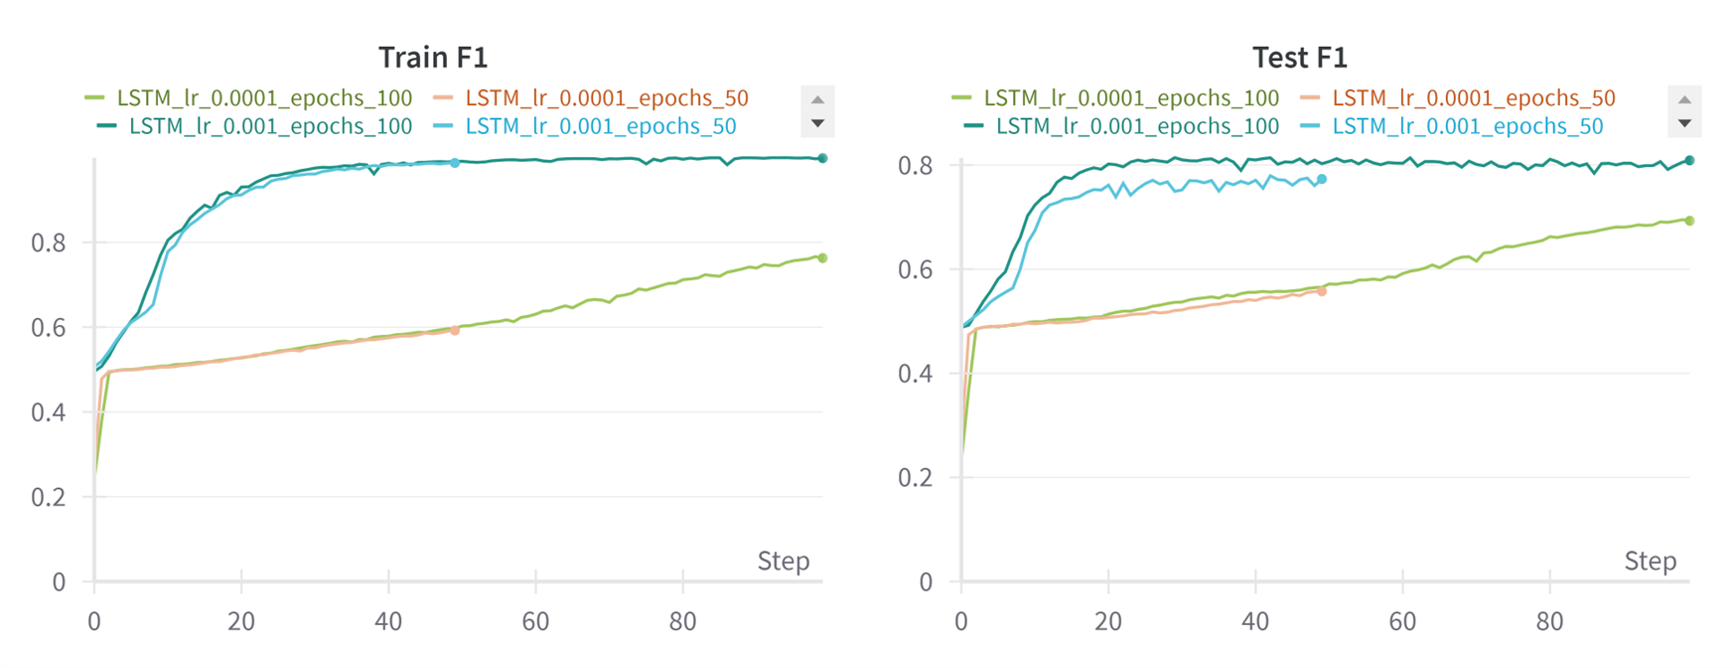 Train F1
LSTM_lr_0.0001_epochs_100 LSTM_lr_0.0001_epochs_50
LSTM_lr_0.001_epochs_100 LSTM_lr_0.001_epochs_50
0.8
0.6
0.4
0.2
0
Step
0 20 40 60 80
Test F1
LSTM_lr_0.0001_epochs_100 LSTM_lr_0.0001_epochs_50
LSTM_lr_0.001_epochs_100 LSTM_lr_0.001_epochs_50
0.8
0.6
0.4
0.2
0
Step
0 20 40 60 80